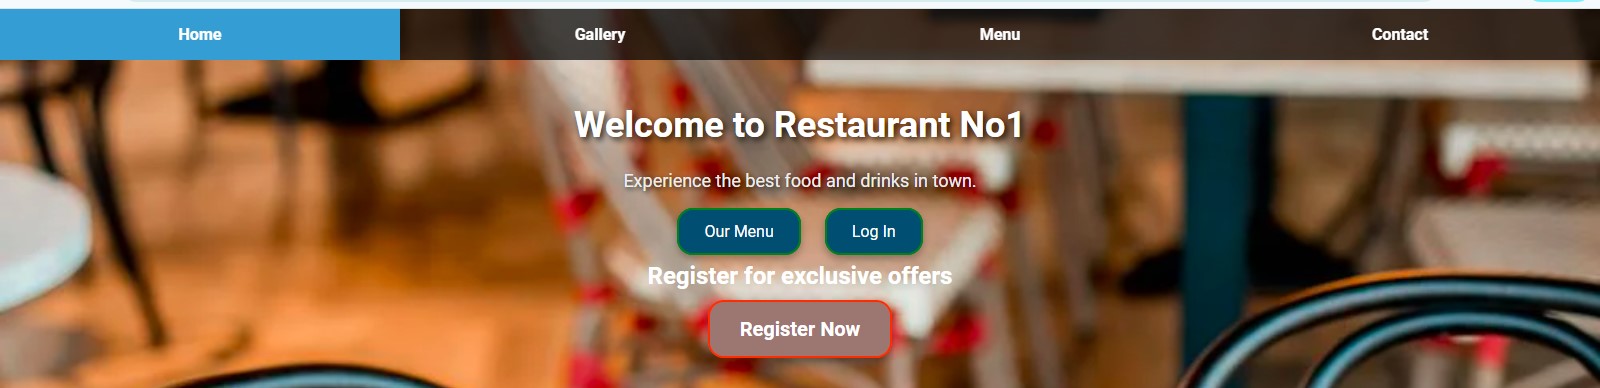 Home Gallery Menu Contact
Welcome to Restaurant No1
Experience the best food and drinks in town.
Our Menu Log In
Register for exclusive offers
Register Now